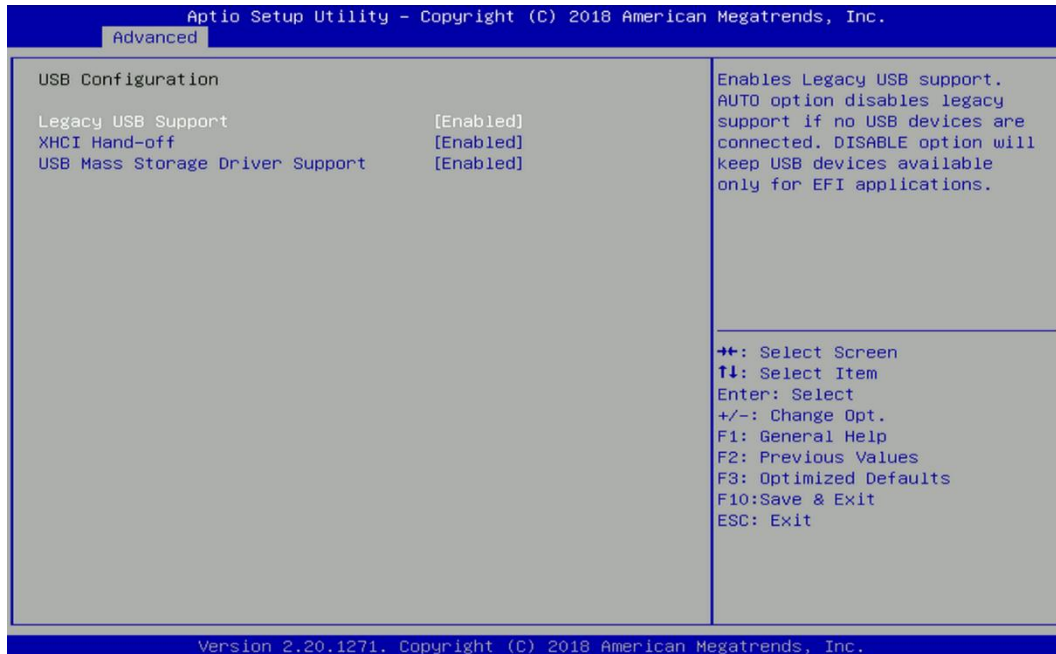 Aptio Setup Utility – Copyright (C) 2018 American Megatrends, Inc.
Advanced
USB Configuration
Legacy USB Support [Enabled]
XHCI Hand-off [Enabled]
USB Mass Storage Driver Support [Enabled]
Enables Legacy USB support.
AUTO option disables legacy
support if no USB devices are
connected. DISABLE option will
keep USB devices available
only for EFI applications.
→←: Select Screen
↑↓: Select Item
Enter: Select
+/-: Change Opt.
F1: General Help
F2: Previous Values
F3: Optimized Defaults
F10:Save & Exit
ESC: Exit
Version 2.20.1271. Copyright (C) 2018 American Megatrends, Inc.